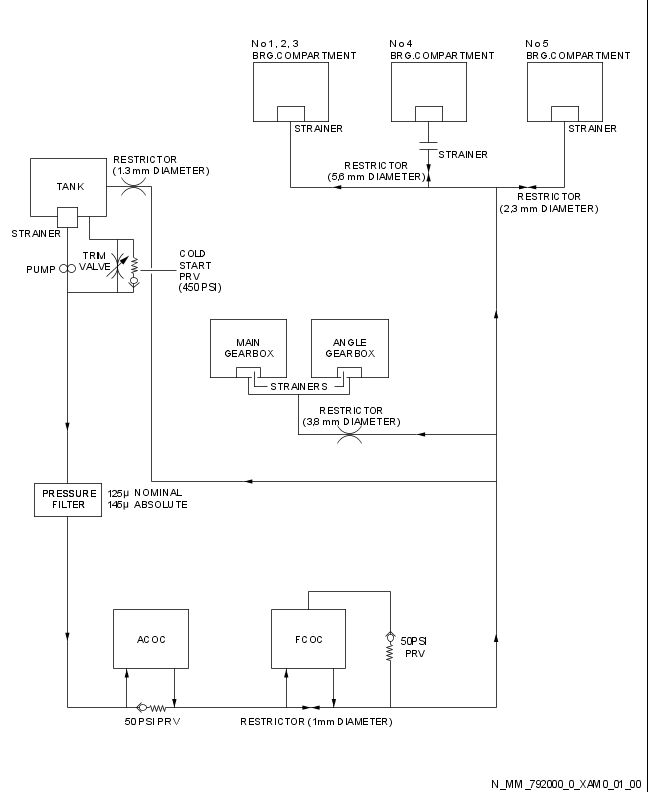 No 1, 2, 3
BRG.COMPARTMENT
No 4
BRG.COMPARTMENT
No 5
BRG.COMPARTMENT
STRAINER
STRAINER
STRAINER
RESTRICTOR
(5,6 mm DIAMETER)
RESTRICTOR
(2,3 mm DIAMETER)
RESTRICTOR
(1.3 mm DIAMETER)
TANK
STRAINER
PUMP
TRIM
VALVE
COLD
START
PRV
(450 PSI)
MAIN
GEARBOX
ANGLE
GEARBOX
STRAINERS
RESTRICTOR
(3,8 mm DIAMETER)
PRESSURE
FILTER
125µ NOMINAL
145µ ABSOLUTE
ACOC
FCOC
50PSI
PRV
50 PSI PRV
RESTRICTOR (1mm DIAMETER)
N_MM_792000_0_XAM0_01_00